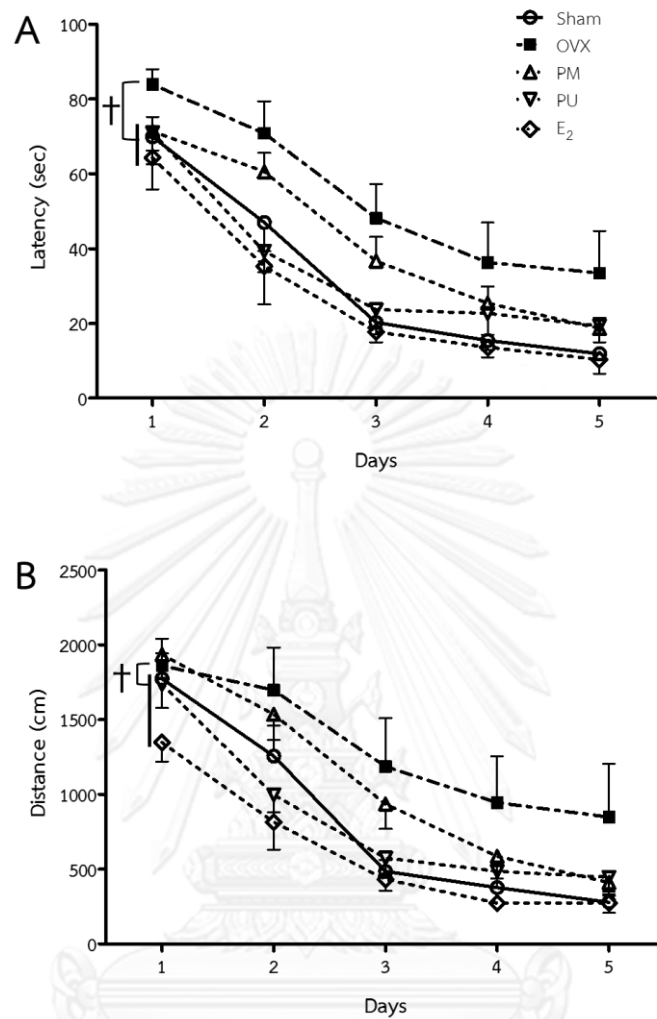 A
Sham
OVX
PM
PU
E₂
100
80
60
40
20
0
Latency (sec)
1 2 3 4 5
Days
B
2500
2000
1500
1000
500
0
Distance (cm)
1 2 3 4 5
Days